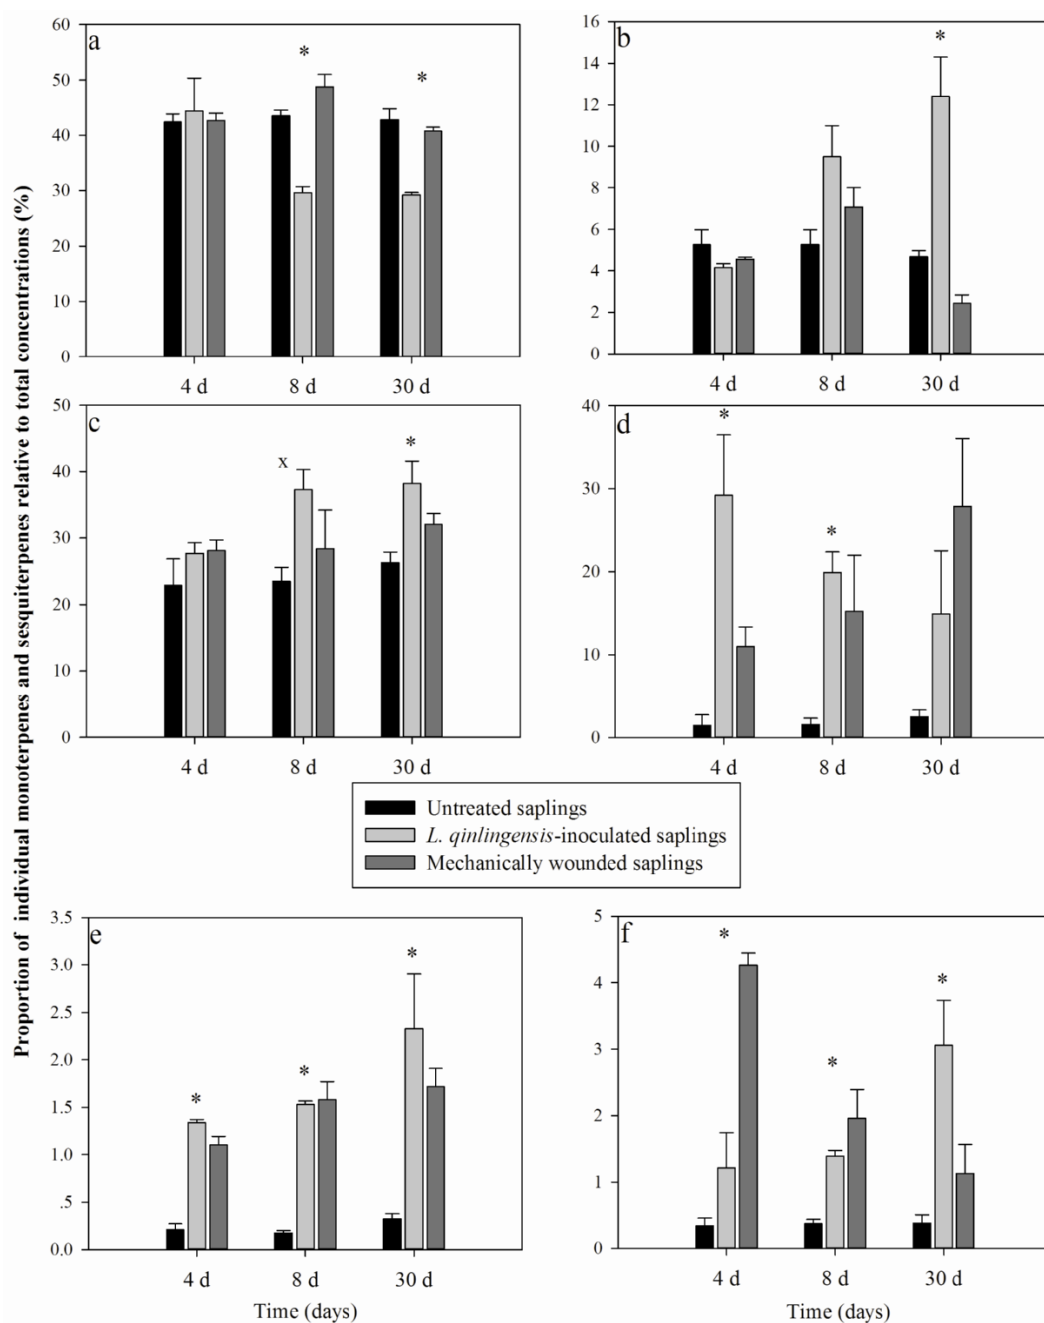 Proportion of individual monoterpenes and sesquiterpenes relative to total concentrations (%)
a
60
50
40
30
20
10
0
*
*
4 d 8 d 30 d
b
16
14
12
10
8
6
4
2
0
*
4 d 8 d 30 d
c
50
40
30
20
10
0
x
*
4 d 8 d 30 d
d
40
30
20
10
0
*
*
4 d 8 d 30 d
Untreated saplings
L. qinlingensis-inoculated saplings
Mechanically wounded saplings
e
3.5
3.0
2.5
2.0
1.5
1.0
.5
0.0
*
*
*
4 d 8 d 30 d
Time (days)
f
5
4
3
2
1
0
*
*
*
4 d 8 d 30 d
Time (days)